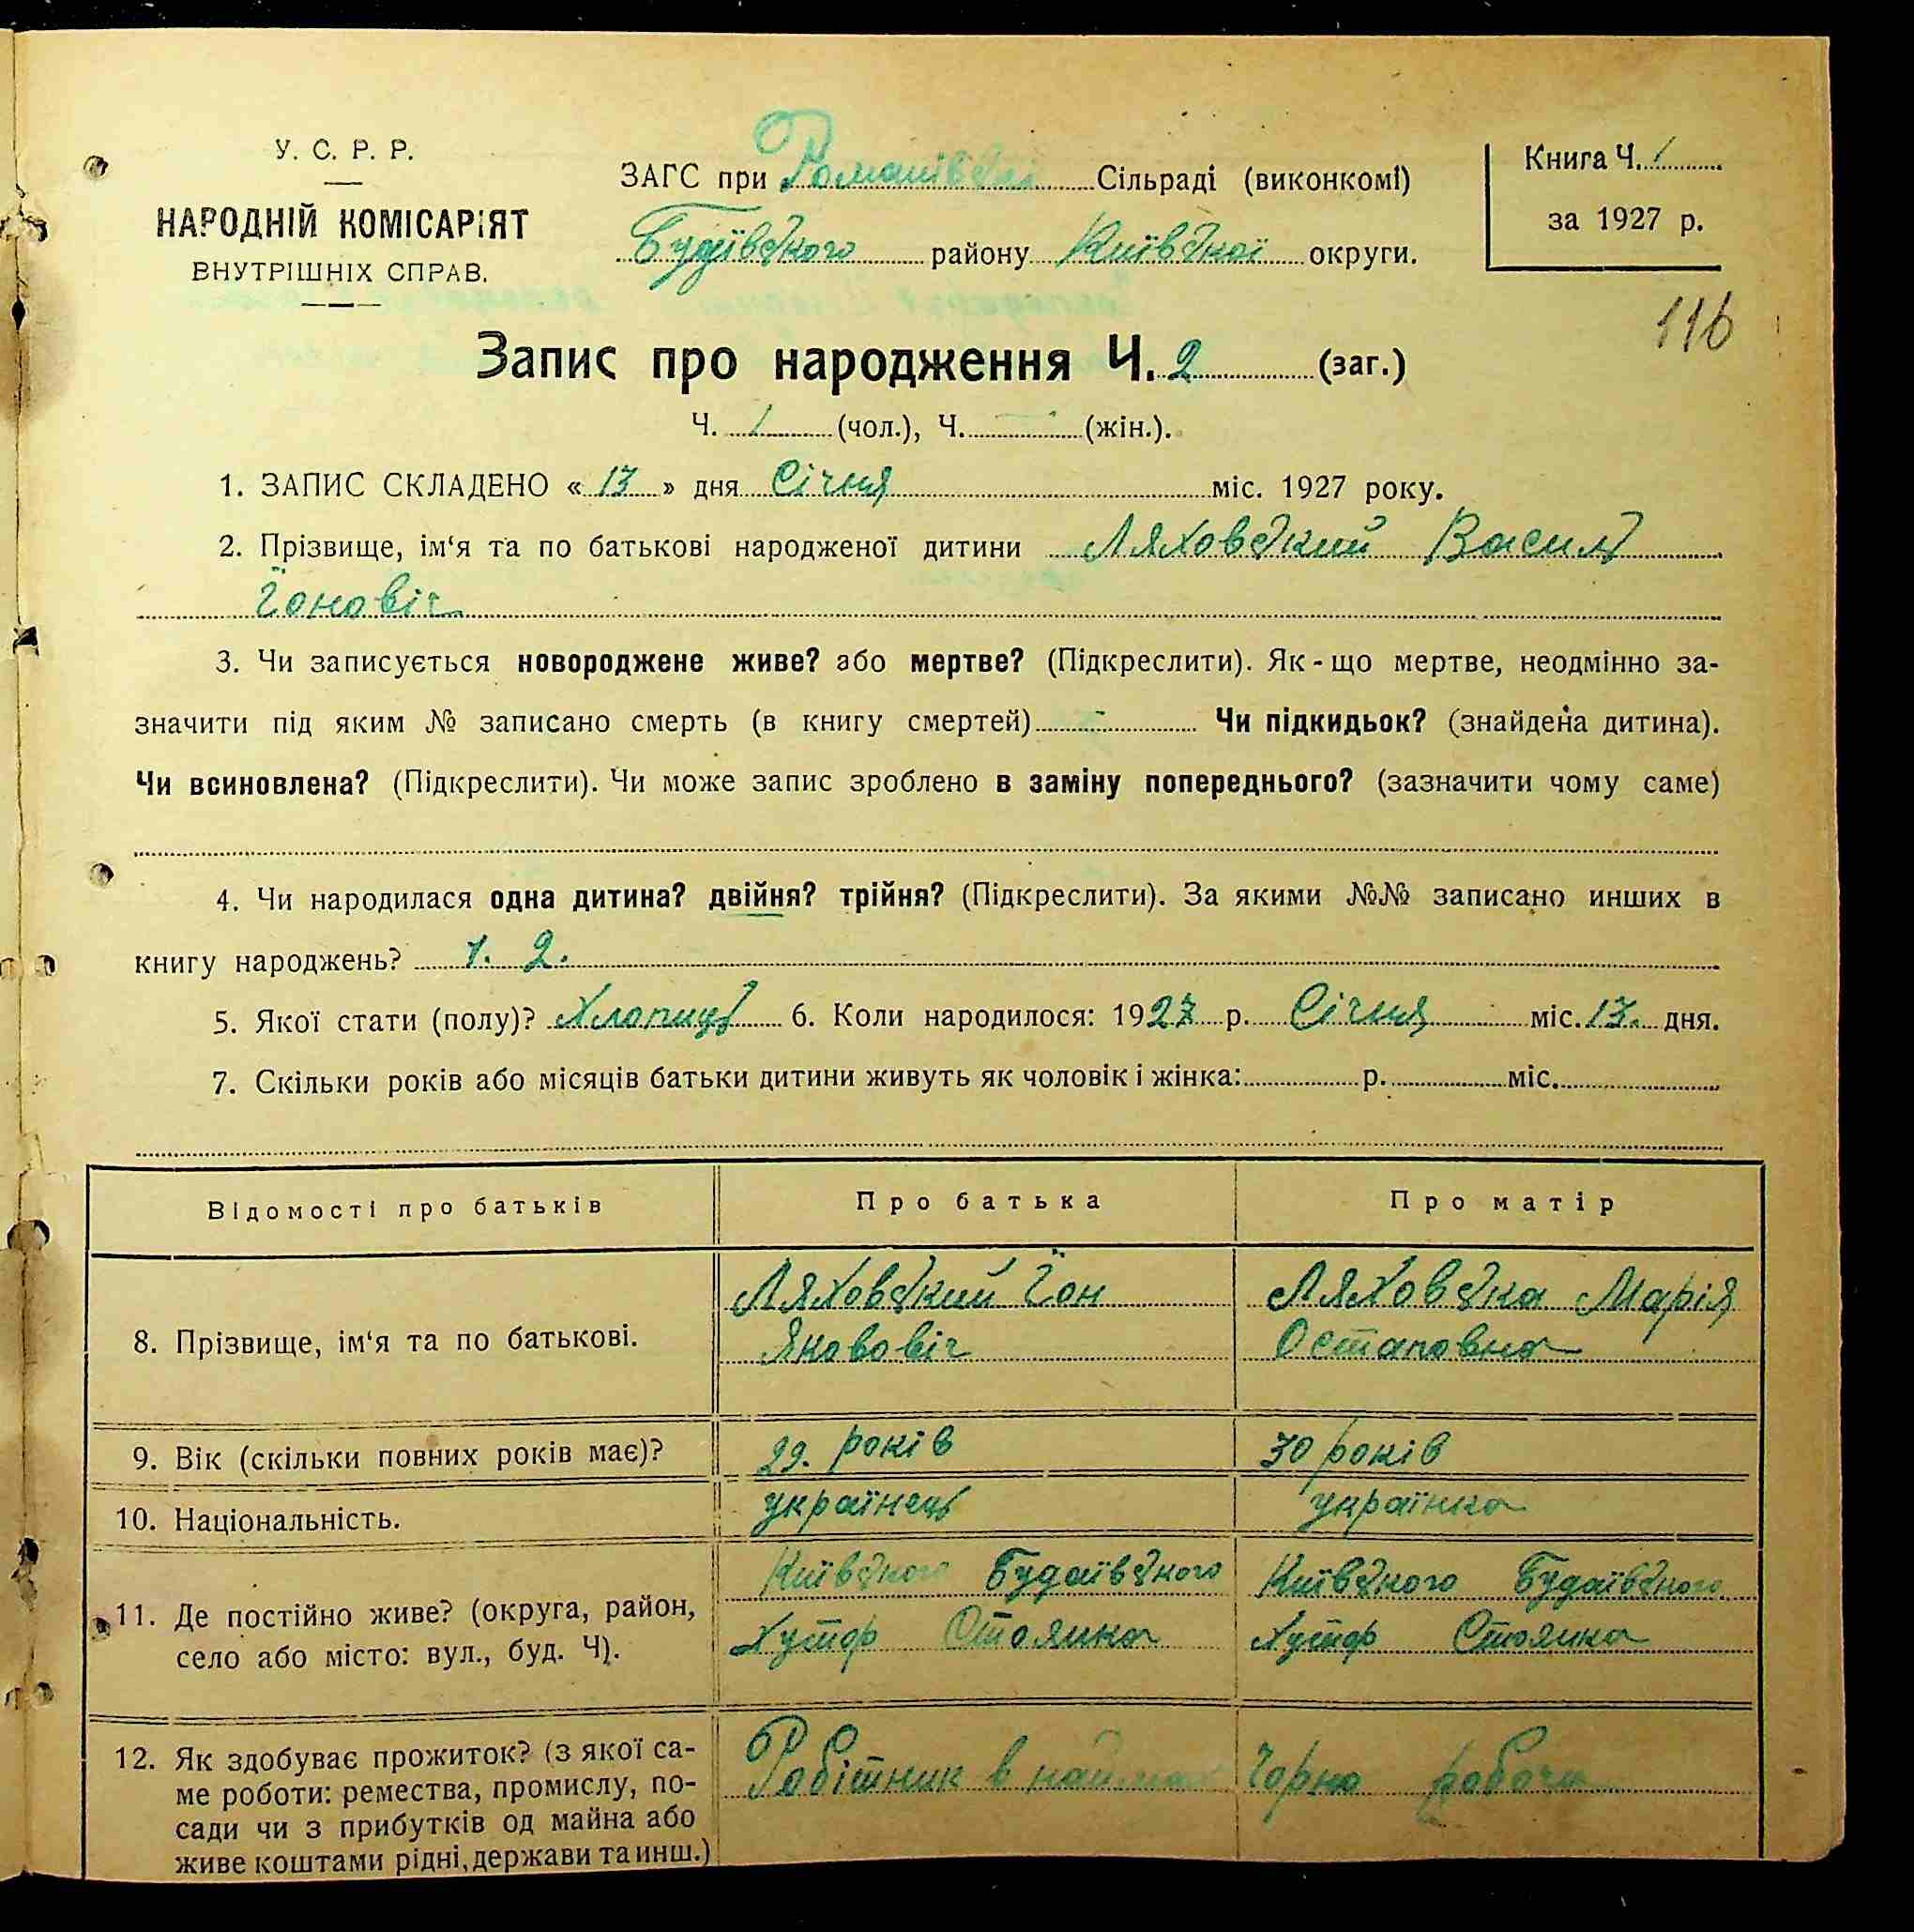 У. С. Р. Р.
НАРОДНІЙ КОМІСАРІЯТ
ВНУТРІШНІХ СПРАВ.
ЗАГС при Романівскі Сільраді (виконкомі)
Будаївського району Київської округи.
Книга Ч. 1
за 1927 р.
116
Запис про народження Ч. 2 (заг.)
Ч. 1 (чол.), Ч. — (жін.).
1. ЗАПИС СКЛАДЕНО « 13 » дня Січня міс. 1927 року.
2. Прізвище, ім‘я та по батькові народженої дитини Ляховський Василь
Йоновіч
3. Чи записується новороджене живе? або мертве? (Підкреслити). Як-що мертве, неодмінно за-
значити під яким № записано смерть (в книгу смертей) — Чи підкидьок? (знайдена дитина).
Чи всиновлена? (Підкреслити). Чи може запис зроблено в заміну попереднього? (зазначити чому саме)
4. Чи народилася одна дитина? двійня? трійня? (Підкреслити). За якими №№ записано инших в
книгу народжень? 1. 2.
5. Якої стати (полу)? Хлопиць 6. Коли народилося: 1927 р. Січня міс. 13. дня.
7. Скільки років або місяців батьки дитини живуть як чоловік і жінка: р. міс.
Відомості про батьків Про батька Про матір
8. Прізвище, ім‘я та по батькові. Ляховський Йон Ляховська Марія
Якововіч Остаповна
9. Вік (скільки повних років має)? 29. років 30 років
10. Національність. українець українка
11. Де постійно живе? (округа, район, Київського Будаївського Київського Будаївського
село або місто: вул., буд. Ч). Хутор Стоянка Хутор Стоянка
12. Як здобуває прожиток? (з якої са- Робітник в наймах Чорно робоча
ме роботи: ремества, промислу, по-
сади чи з прибутків од майна або
живе коштами рідні, держави та инш.)